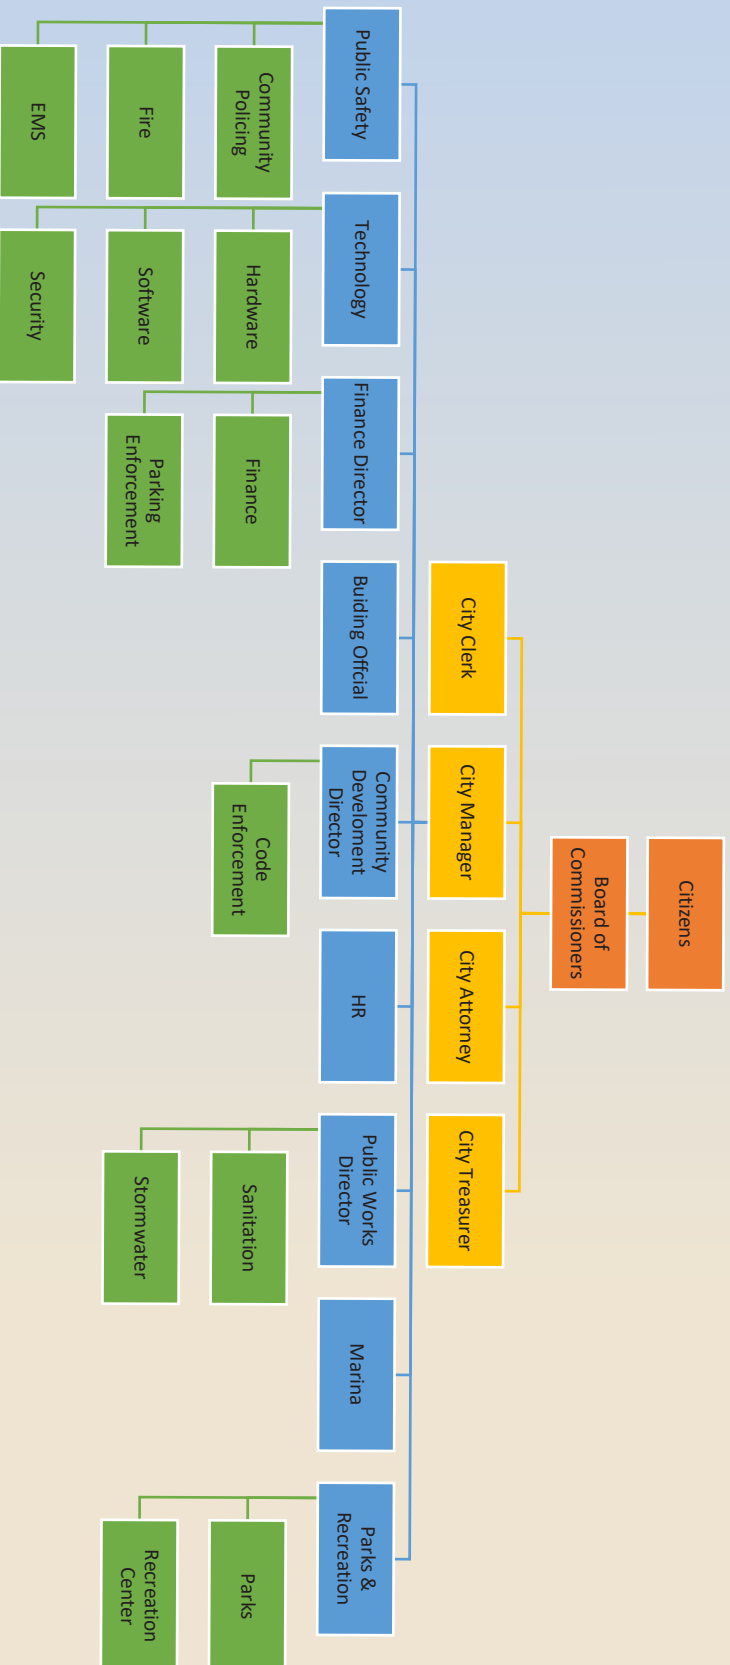 Citizens
Board of
Commissioners
City Clerk
City Manager
City Attorney
City Treasurer
Public Safety
Technology
Finance Director
Buiding Offcial
Community
Develoment
Director
HR
Public Works
Director
Marina
Parks &
Recreation
Community
Policing
Fire
EMS
Hardware
Software
Security
Finance
Parking
Enforcement
Code
Enforcement
Sanitation
Stormwater
Parks
Recreation
Center